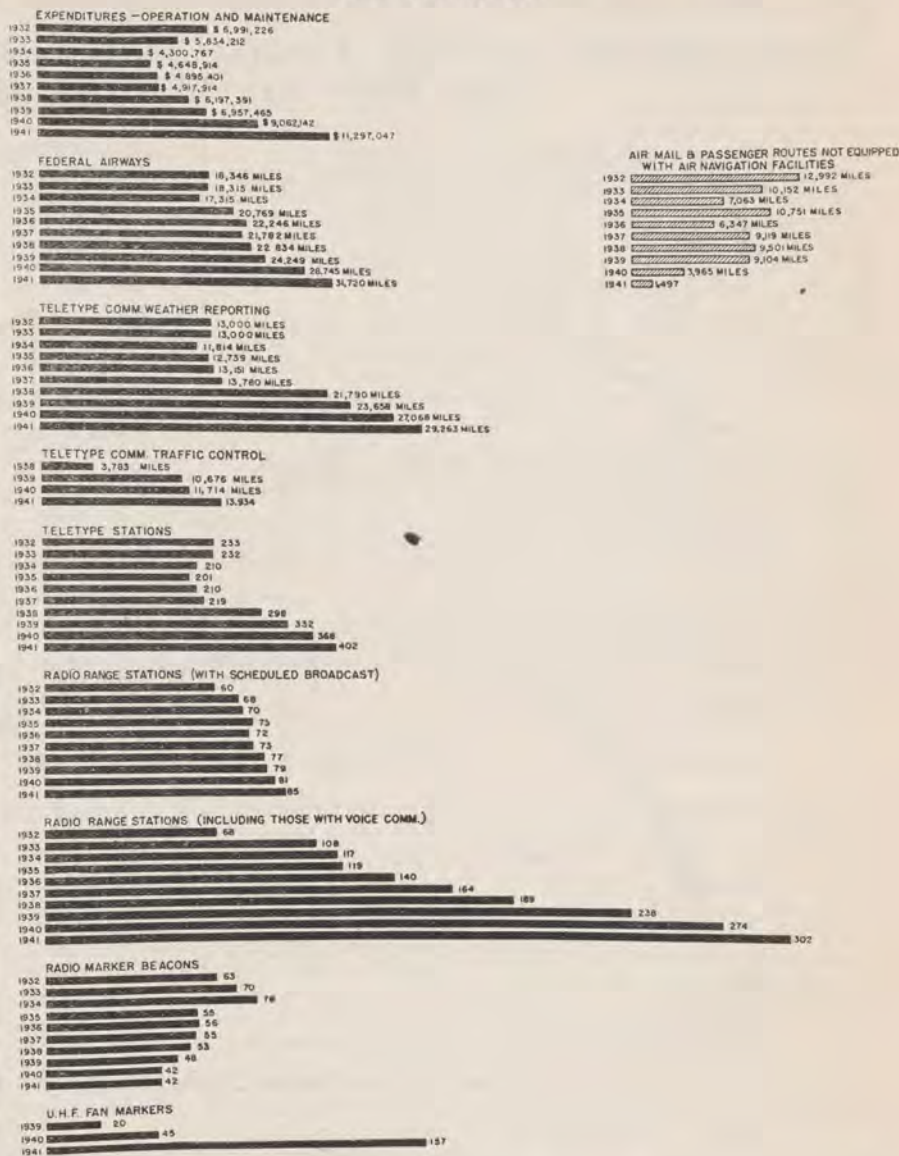 EXPENDITURES – OPERATION AND MAINTENANCE
1932 $ 6,991,226
1933 $ 5,834,212
1934 $ 4,300,767
1935 $ 4,648,914
1936 $ 4 895,401
1937 $ 4,917,914
1938 $ 6,197,391
1939 $ 6,957,465
1940 $ 9,062,142
1941 $ 11,297,047
FEDERAL AIRWAYS
1932 18,346 MILES
1933 18,315 MILES
1934 17,315 MILES
1935 20,769 MILES
1936 22,246 MILES
1937 21,782 MILES
1938 22 834 MILES
1939 24,249 MILES
1940 28,745 MILES
1941 31,720 MILES
AIR MAIL & PASSENGER ROUTES NOT EQUIPPED
WITH AIR NAVIGATION FACILITIES
1932 12,992 MILES
1933 10,152 MILES
1934 7,063 MILES
1935 10,751 MILES
1936 6,347 MILES
1937 9,119 MILES
1938 9,501 MILES
1939 9,104 MILES
1940 3,965 MILES
1941 1,497
TELETYPE COMM. WEATHER REPORTING
1932 13,000 MILES
1933 13,000 MILES
1934 11,814 MILES
1935 12,739 MILES
1936 13,151 MILES
1937 13,780 MILES
1938 21,790 MILES
1939 23,658 MILES
1940 27,068 MILES
1941 29,263 MILES
TELETYPE COMM. TRAFFIC CONTROL
1938 3,783 MILES
1939 10,676 MILES
1940 11,714 MILES
1941 13,934
TELETYPE STATIONS
1932 233
1933 232
1934 210
1935 201
1936 210
1937 219
1938 298
1939 332
1940 368
1941 402
RADIO RANGE STATIONS (WITH SCHEDULED BROADCAST)
1932 60
1933 68
1934 70
1935 73
1936 72
1937 73
1938 77
1939 79
1940 81
1941 85
RADIO RANGE STATIONS (INCLUDING THOSE WITH VOICE COMM.)
1932 68
1933 108
1934 117
1935 119
1936 140
1937 164
1938 189
1939 238
1940 274
1941 302
RADIO MARKER BEACONS
1932 63
1933 70
1934 78
1935 55
1936 56
1937 55
1938 53
1939 48
1940 42
1941 42
U.H.F. FAN MARKERS
1939 20
1940 45
1941 157